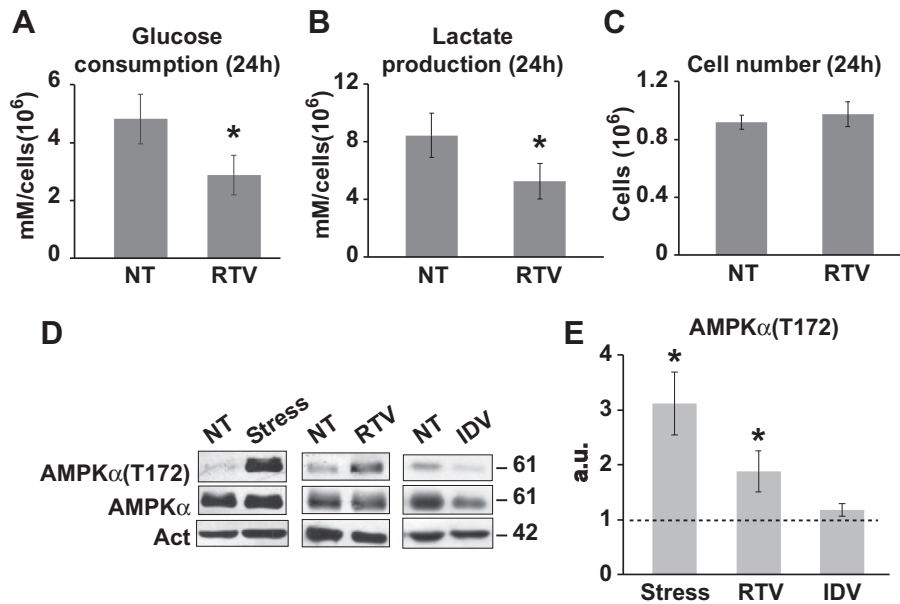 A
Glucose
consumption (24h)
mM/cells(10⁶)
6
4
2
0
*
NT RTV
B
Lactate
production (24h)
mM/cells(10⁶)
12
8
4
0
*
NT RTV
C
Cell number (24h)
Cells (10⁶)
1.2
0.8
0.4
0
NT RTV
D
NT Stress NT RTV NT IDV
AMPKα(T172) – 61
AMPKα – 61
Act – 42
E
AMPKα(T172)
a.u.
4
3
2
1
0
* *
Stress RTV IDV